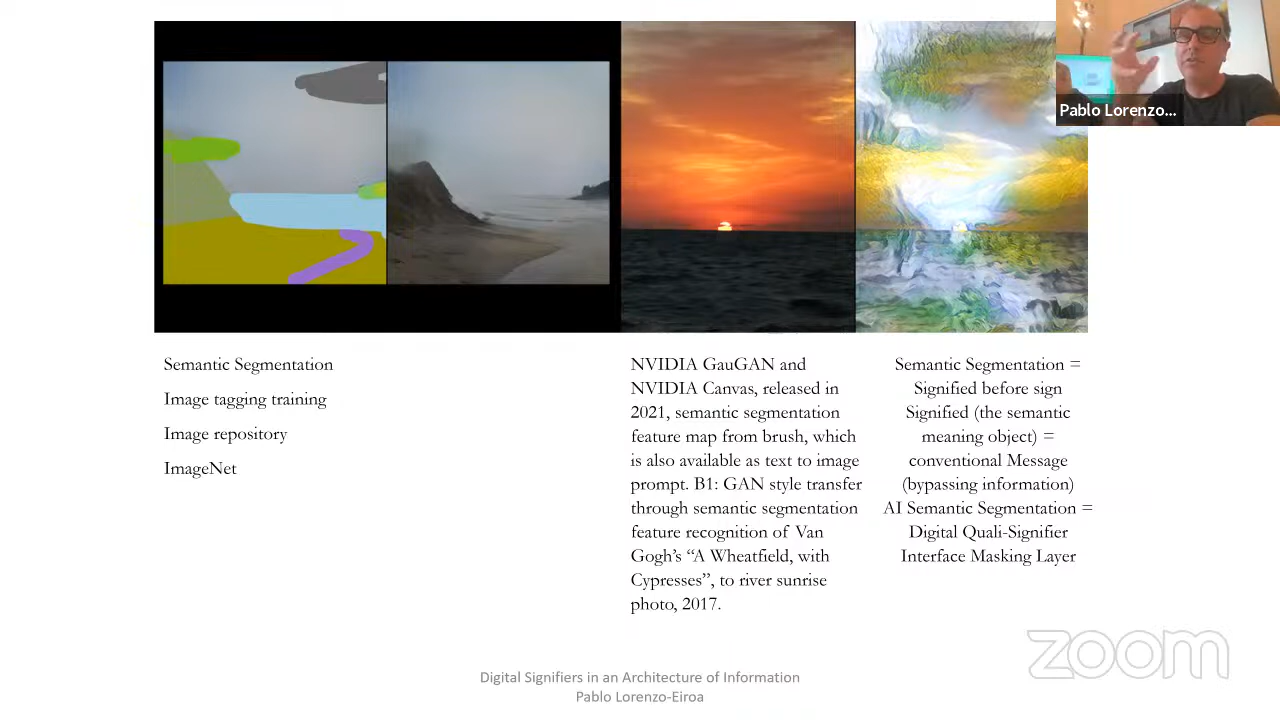 Pablo Lorenzo...
Semantic Segmentation
Image tagging training
Image repository
ImageNet
NVIDIA GauGAN and
NVIDIA Canvas, released in
2021, semantic segmentation
feature map from brush, which
is also available as text to image
prompt. B1: GAN style transfer
through semantic segmentation
feature recognition of Van
Gogh’s “A Wheatfield, with
Cypresses”, to river sunrise
photo, 2017.
Semantic Segmentation =
Signified before sign
Signified (the semantic
meaning object) =
conventional Message
(bypassing information)
AI Semantic Segmentation =
Digital Quali-Signifier
Interface Masking Layer
zoom
Digital Signifiers in an Architecture of Information
Pablo Lorenzo-Eiroa